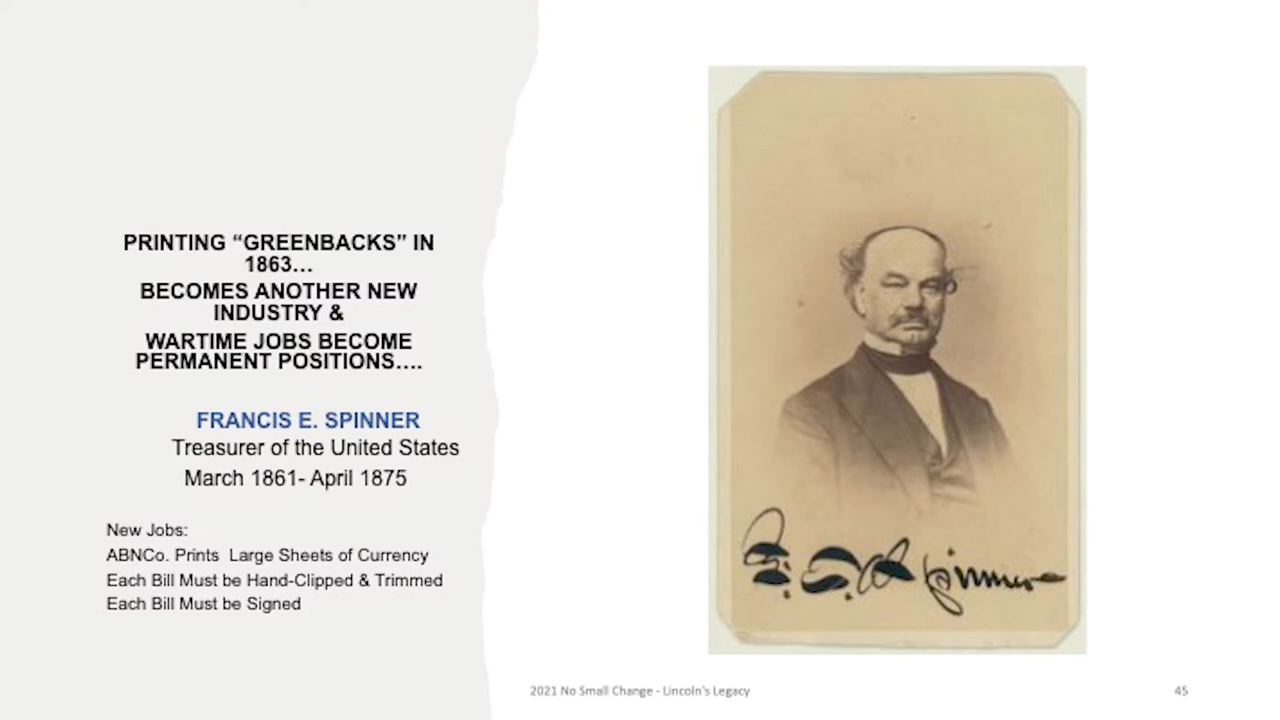 PRINTING “GREENBACKS” IN
1863…
BECOMES ANOTHER NEW
INDUSTRY &
WARTIME JOBS BECOME
PERMANENT POSITIONS….
FRANCIS E. SPINNER
Treasurer of the United States
March 1861- April 1875
New Jobs:
ABNCo. Prints  Large Sheets of Currency
Each Bill Must be Hand-Clipped & Trimmed
Each Bill Must be Signed
F. E. Spinner
2021 No Small Change - Lincoln's Legacy
45